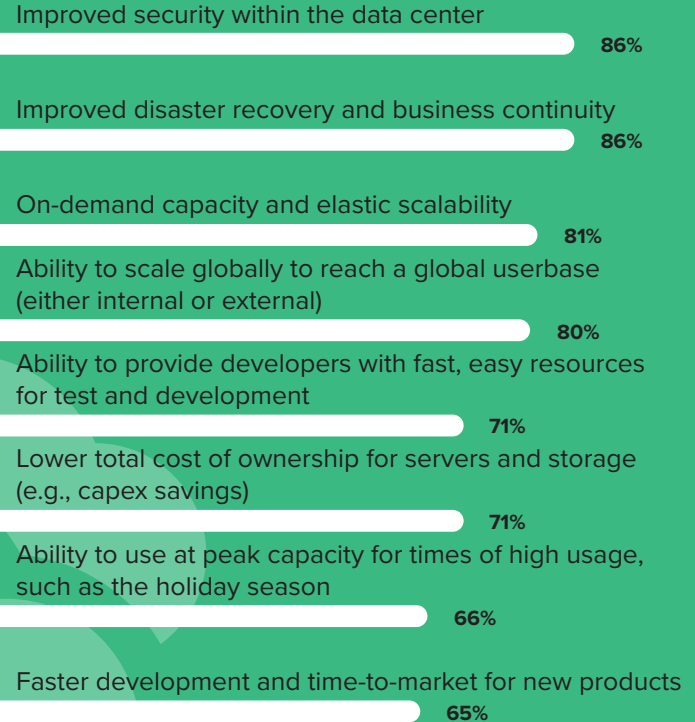 Improved security within the data center
86%
Improved disaster recovery and business continuity
86%
On-demand capacity and elastic scalability
81%
Ability to scale globally to reach a global userbase
(either internal or external)
80%
Ability to provide developers with fast, easy resources
for test and development
71%
Lower total cost of ownership for servers and storage
(e.g., capex savings)
71%
Ability to use at peak capacity for times of high usage,
such as the holiday season
66%
Faster development and time-to-market for new products
65%